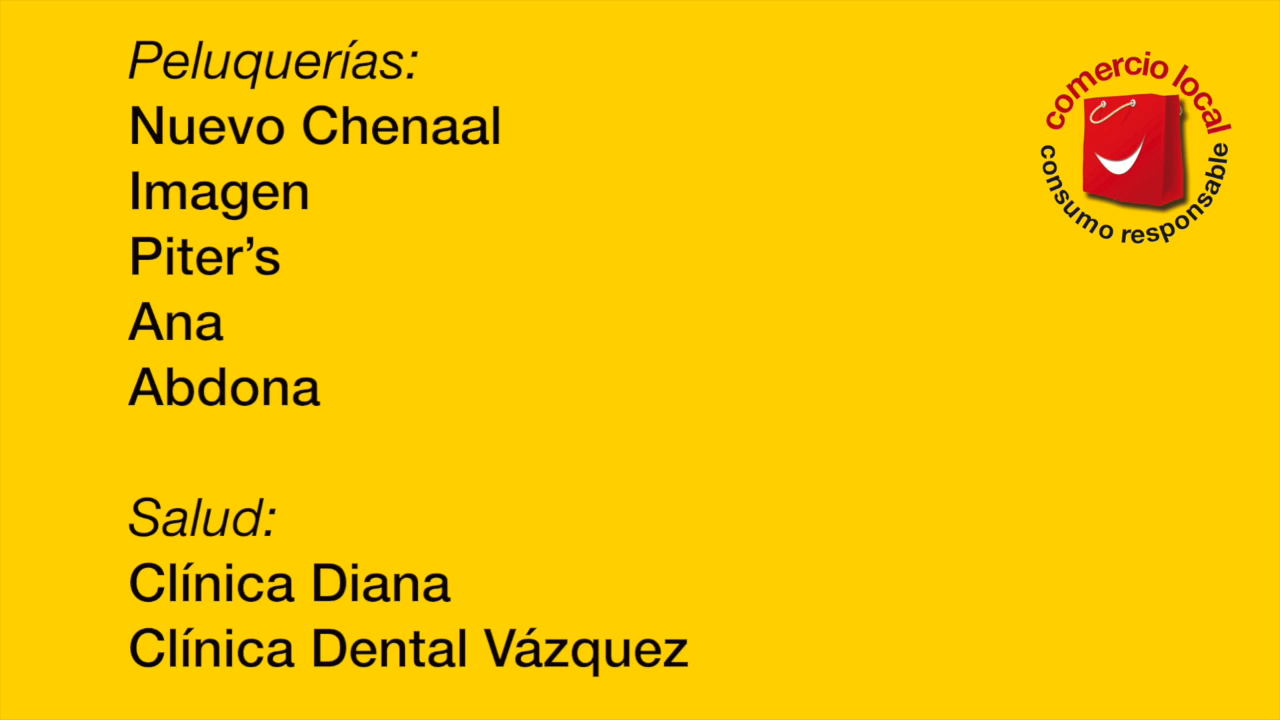 Peluquerías:
Nuevo Chenaal
Imagen
Piter’s
Ana
Abdona
Salud:
Clínica Diana
Clínica Dental Vázquez
comercio local
consumo responsable